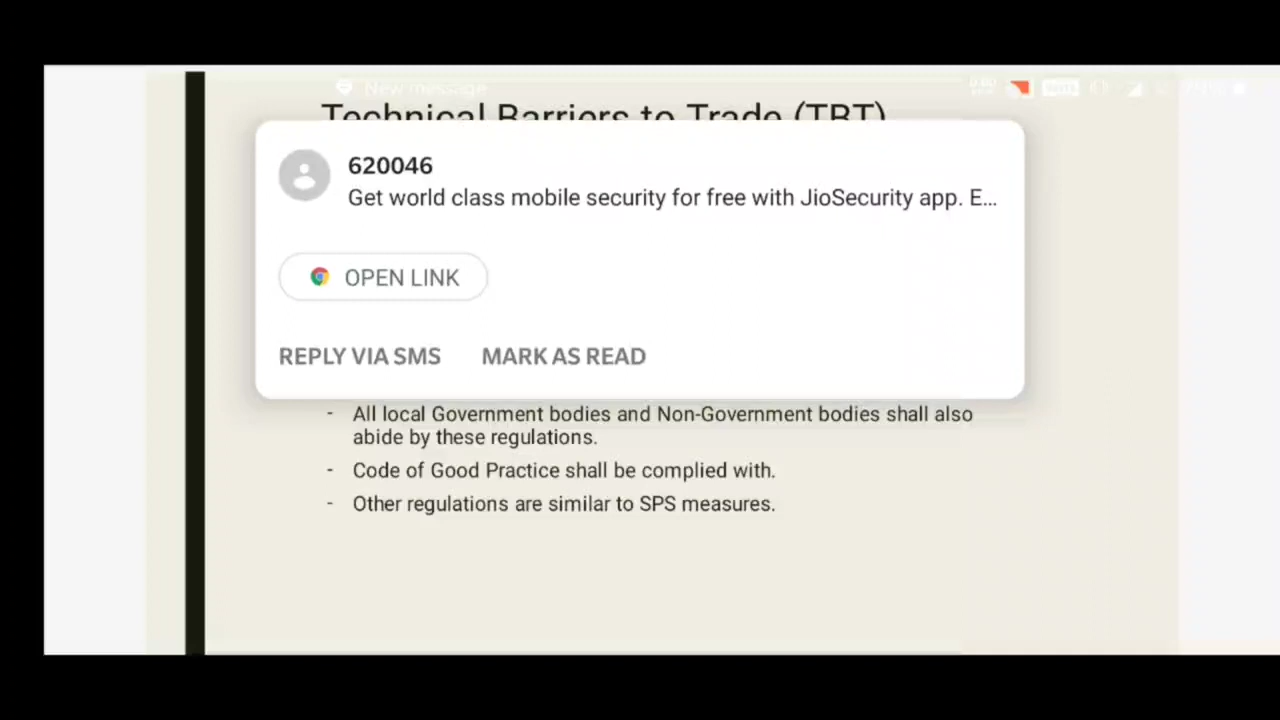 New message
Technical Barriers to Trade (TBT)
620046
Get world class mobile security for free with JioSecurity app. E...
OPEN LINK
REPLY VIA SMS MARK AS READ
- All local Government bodies and Non-Government bodies shall also
abide by these regulations.
- Code of Good Practice shall be complied with.
- Other regulations are similar to SPS measures.